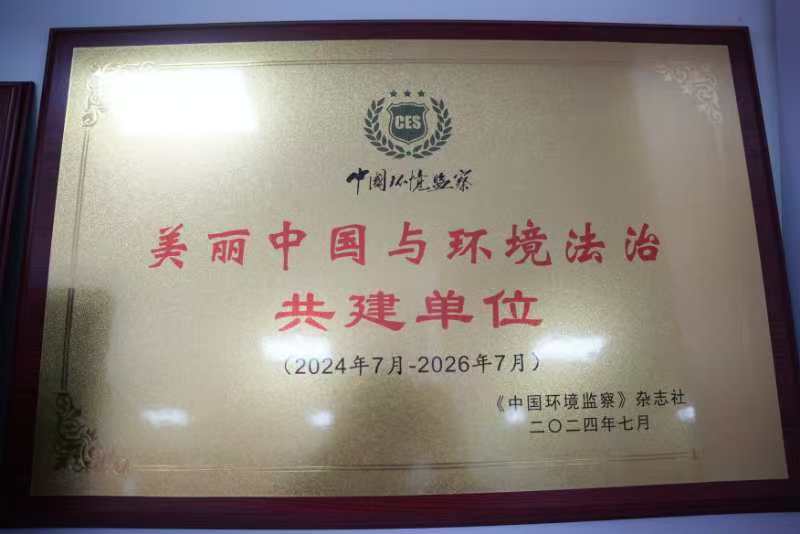 CES
中国环境监察
美丽中国与环境法治
共建单位
（2024年7月-2026年7月）
《中国环境监察》杂志社
二〇二四年七月